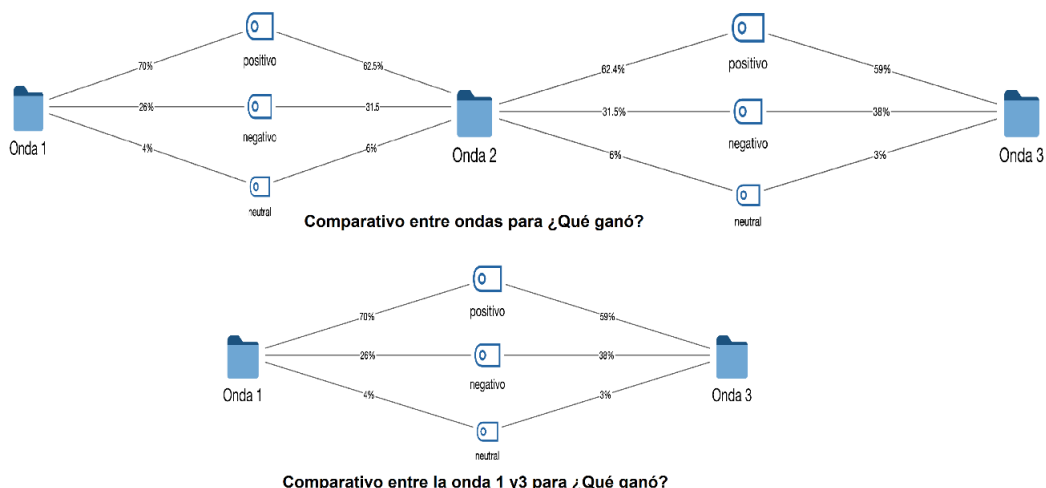 70%
positivo
62.5%
62.4%
positivo
59%
Onda 1
26%
negativo
31.5
Onda 2
31.5%
negativo
38%
Onda 3
4%
neutral
6%
6%
neutral
3%
Comparativo entre ondas para ¿Qué ganó?
70%
positivo
59%
Onda 1
26%
negativo
38%
Onda 3
4%
neutral
3%
Comparativo entre la onda 1 y3 para ¿Qué ganó?